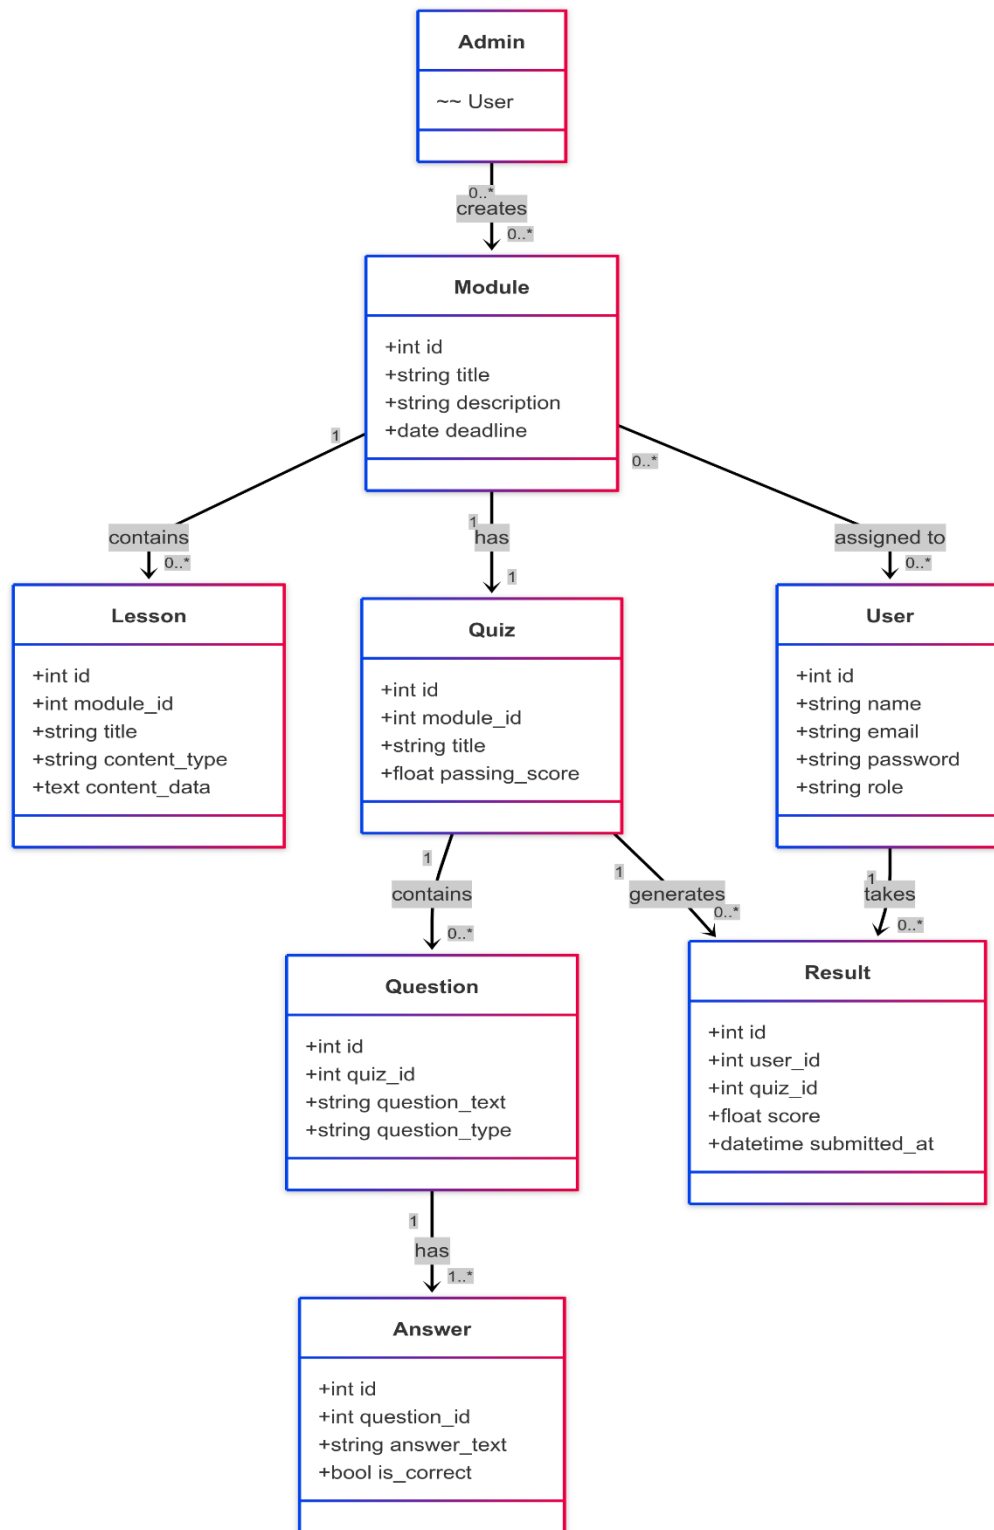 Admin
~~ User
0..*
creates
0..*
Module
+int id
+string title
+string description
+date deadline
1
contains
0..*
1
has
1
0..*
assigned to
0..*
Lesson
+int id
+int module_id
+string title
+string content_type
+text content_data
Quiz
+int id
+int module_id
+string title
+float passing_score
User
+int id
+string name
+string email
+string password
+string role
1
contains
0..*
1
generates
0..*
1
takes
0..*
Question
+int id
+int quiz_id
+string question_text
+string question_type
Result
+int id
+int user_id
+int quiz_id
+float score
+datetime submitted_at
1
has
1..*
Answer
+int id
+int question_id
+string answer_text
+bool is_correct